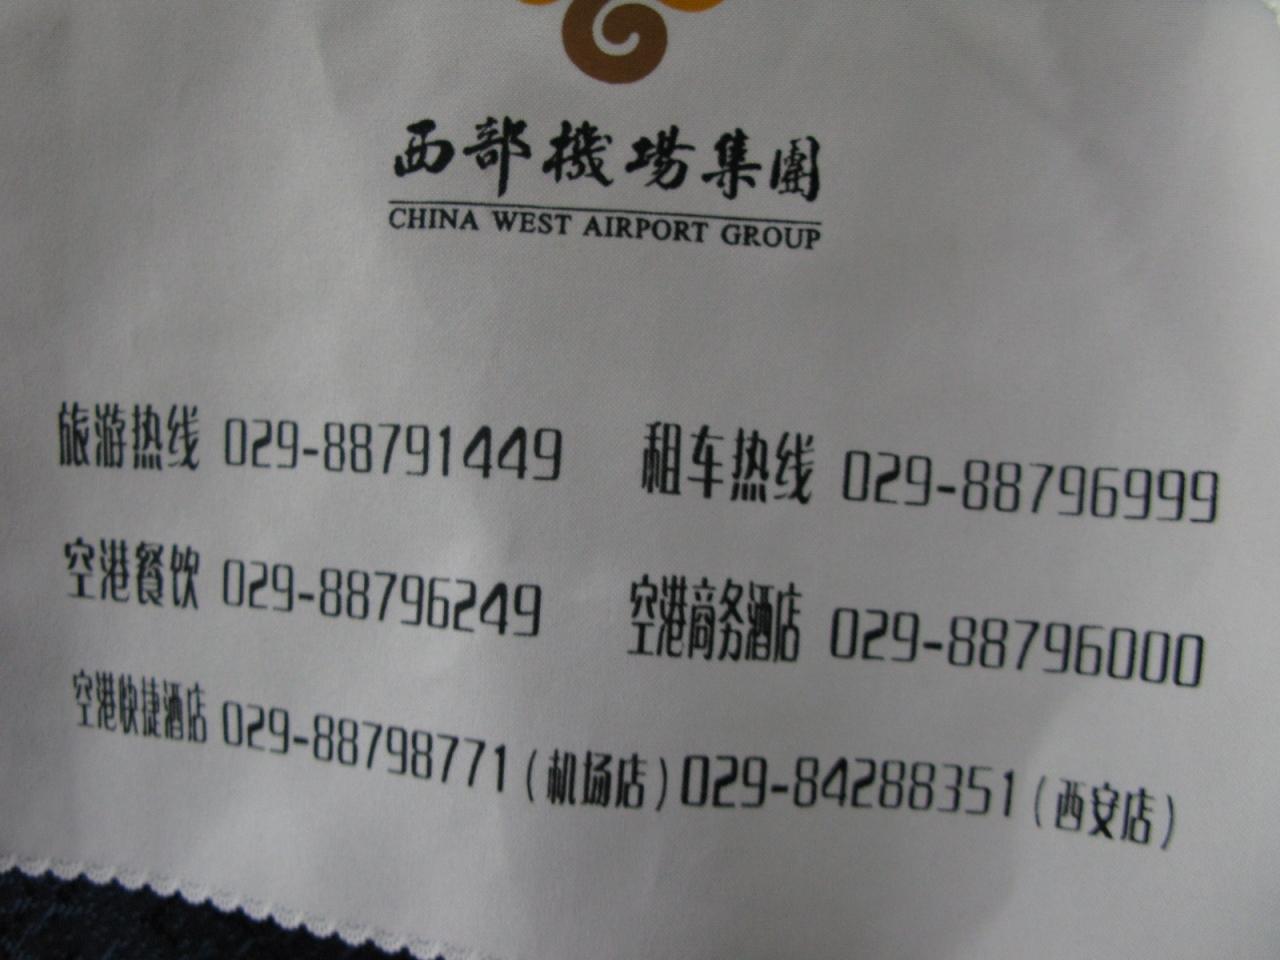 西部機場集團
CHINA WEST AIRPORT GROUP
旅游热线 029-88791449 租车热线 029-88796999
空港餐饮 029-88796249 空港商务酒店 029-88796000
空港快捷酒店 029-88798771（机场店）029-84288351（西安店）